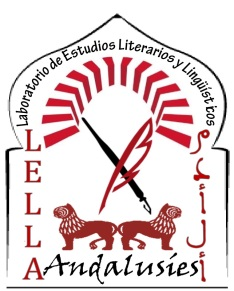 Laboratorio de Estudios Literarios y Lingüísticos
LELLA
Andalusíes